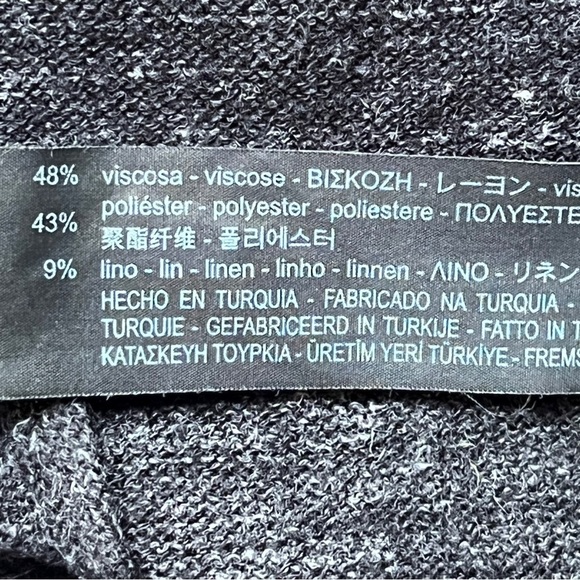 48% viscosa - viscose - ΒΙΣΚΟΖΗ - レーヨン - vis
43% poliéster - polyester - poliestere - ΠΟΛΥΕΣΤΕ
聚酯纤维 - 폴리에스터
9% lino - lin - linen - linho - linnen - ΛΙΝΟ - リネン
HECHO EN TURQUIA - FABRICADO NA TURQUIA -
TURQUIE - GEFABRICEERD IN TURKIJE - FATTO IN T
ΚΑΤΑΣΚΕΥΗ ΤΟΥΡΚΙΑ - ÜRETİM YERİ TÜRKİYE - FREMS